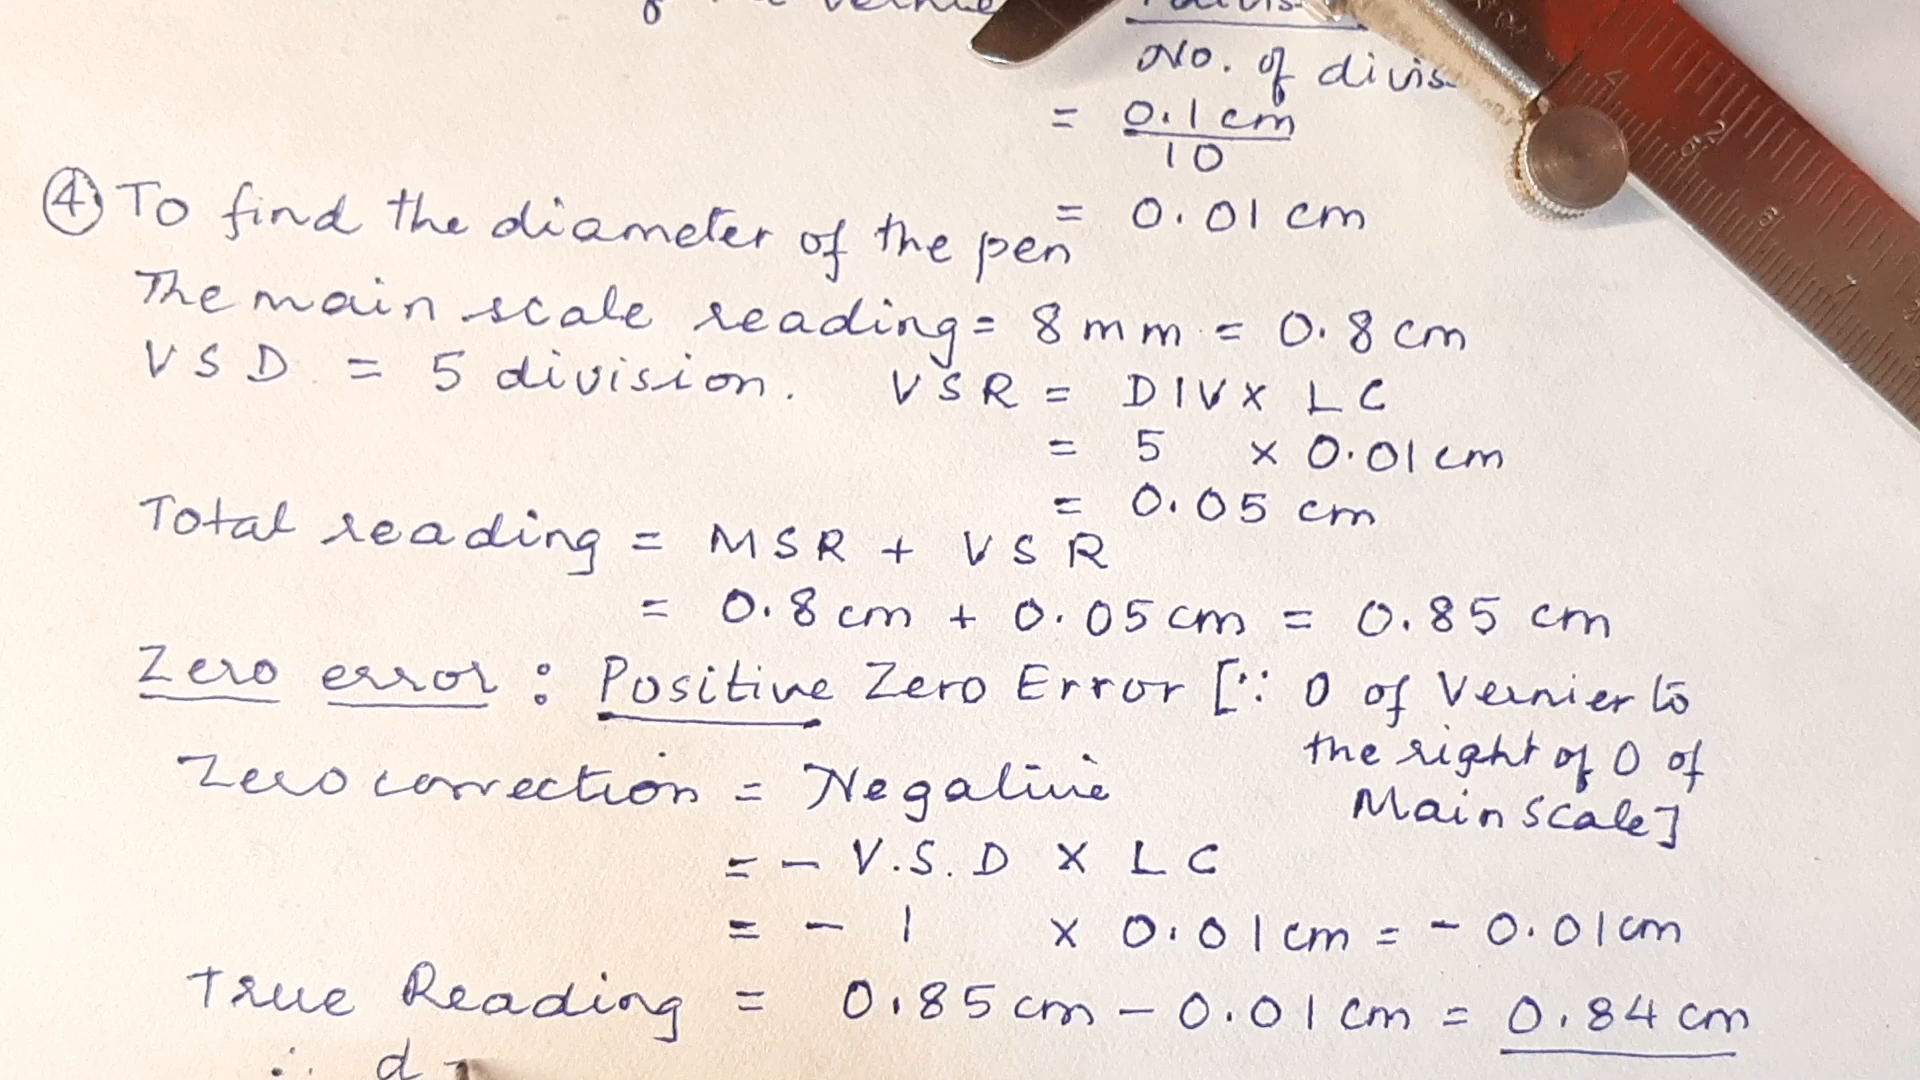 No. of divis
= 0.1 cm
10
= 0.01 cm
④ To find the diameter of the pen
The main scale reading = 8 mm = 0.8 cm
VSD = 5 division. VSR = DIV X LC
= 5 x 0.01 cm
= 0.05 cm
Total reading = MSR + VSR
= 0.8 cm + 0.05 cm = 0.85 cm
Zero error : Positive Zero Error [∵ 0 of Vernier to
the right of 0 of
Main Scale]
Zero correction = Negative
= - V.S.D X LC
= - 1 x 0.01 cm = - 0.01 cm
True Reading = 0.85 cm - 0.01 cm = 0.84 cm
∴ d =